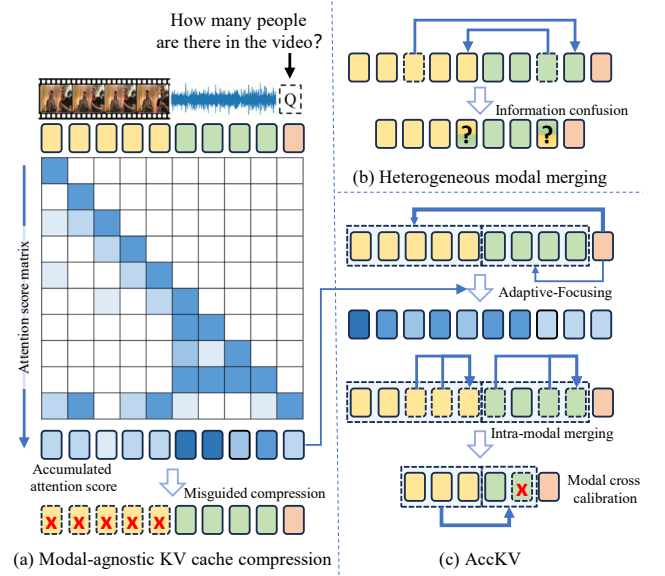 How many people
are there in the video?
Q
Attention score matrix
Accumulated
attention score
Misguided compression
x x x x x
(a) Modal-agnostic KV cache compression
Information confusion
? ?
(b) Heterogeneous modal merging
Adaptive-Focusing
Intra-modal merging
x
Modal cross
calibration
(c) AccKV